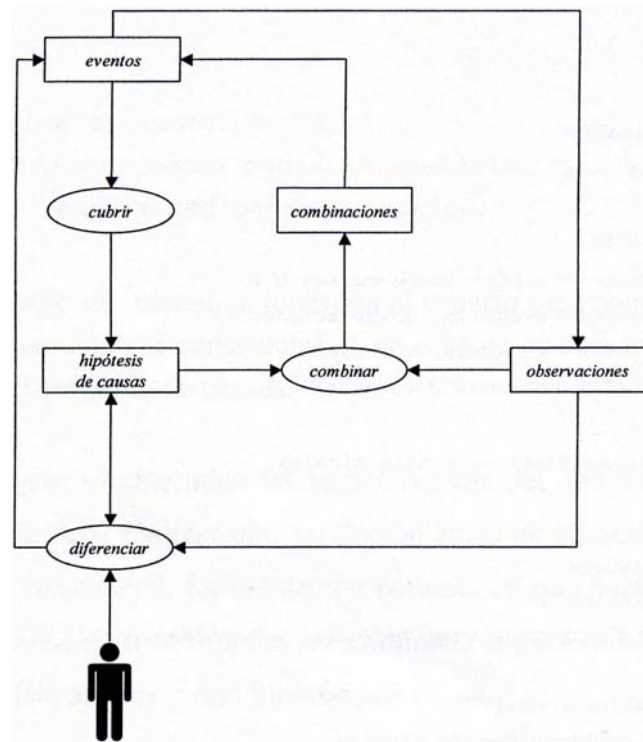 eventos
cubrir
combinaciones
hipótesis
de causas
combinar
observaciones
diferenciar